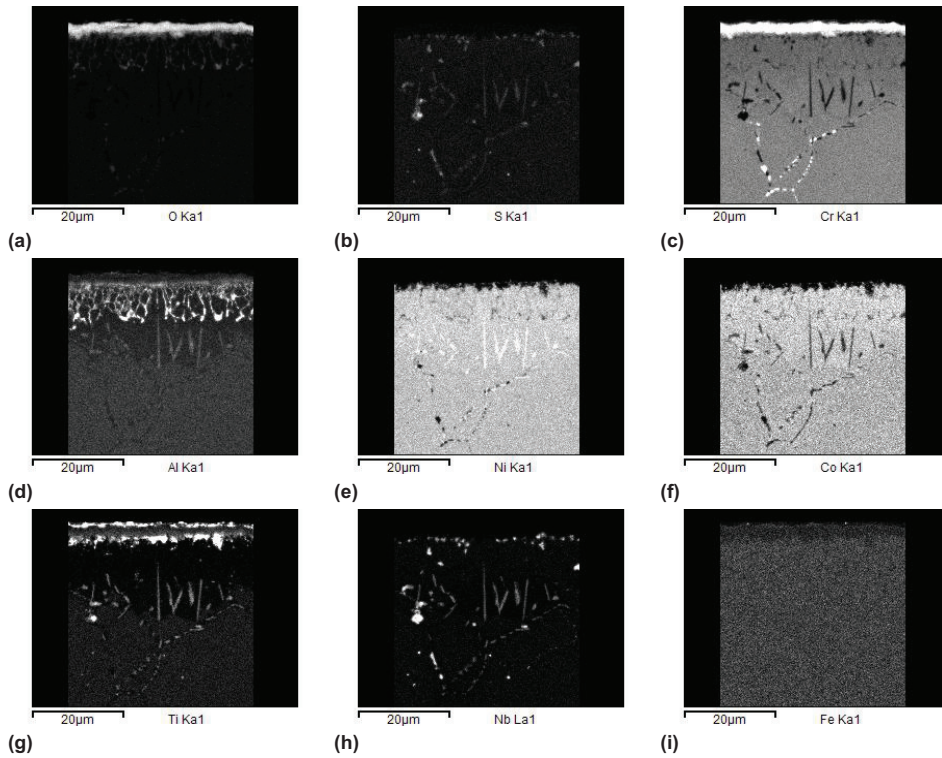 20µm O Ka1
20µm S Ka1
20µm Cr Ka1
(a)
(b)
(c)
20µm Al Ka1
20µm Ni Ka1
20µm Co Ka1
(d)
(e)
(f)
20µm Ti Ka1
20µm Nb La1
20µm Fe Ka1
(g)
(h)
(i)